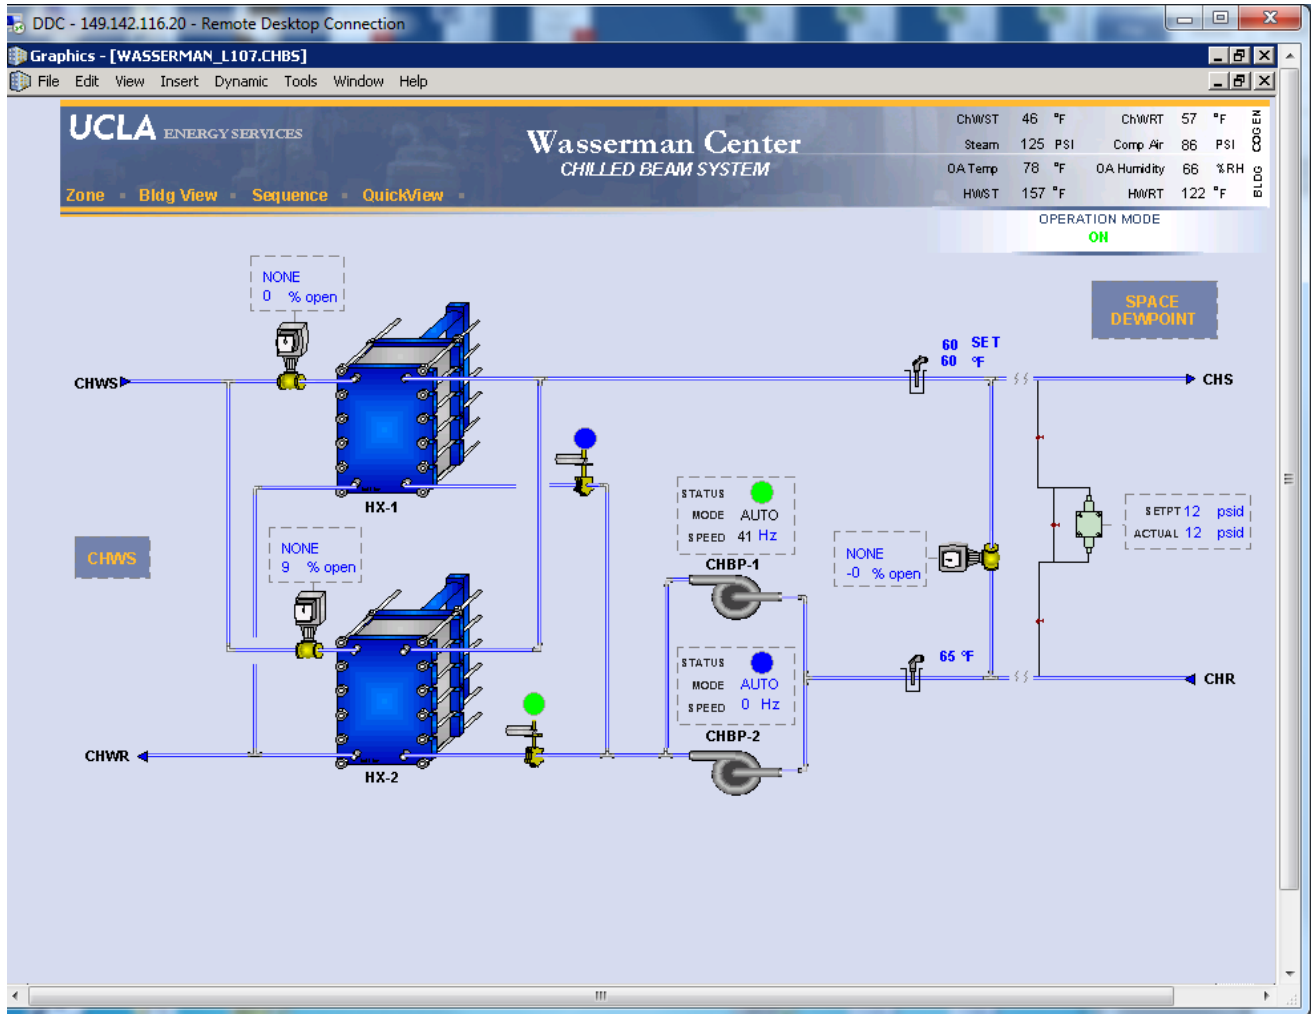 DDC - 149.142.116.20 - Remote Desktop Connection
Graphics - [WASSERMAN_L107.CHBS]
File Edit View Insert Dynamic Tools Window Help
UCLA ENERGY SERVICES
Wasserman Center
CHILLED BEAM SYSTEM
Zone Bldg View Sequence QuickView
ChWST 46 °F ChWRT 57 °F
Steam 125 PSI Comp Air 86 PSI
COGEN
OA Temp 78 °F OA Humidity 66 %RH
HWST 157 °F HWRT 122 °F
BLDG
OPERATION MODE
ON
NONE
0 % open
SPACE
DEWPOINT
60 SET
60 °F
CHWS
CHS
HX-1
STATUS
MODE AUTO
SPEED 41 Hz
CHBP-1
SETPT 12 psid
ACTUAL 12 psid
CHWS
NONE
9 % open
NONE
-0 % open
STATUS
MODE AUTO
SPEED 0 Hz
CHBP-2
65 °F
CHR
CHWR
HX-2